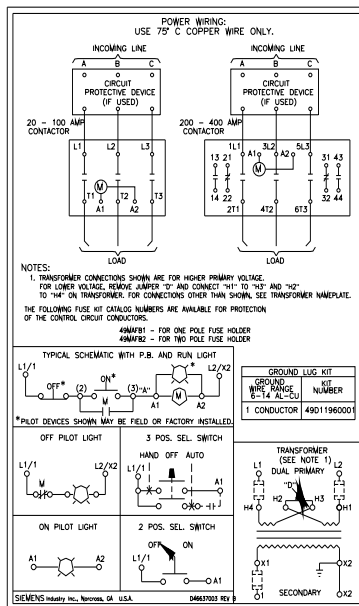 POWER WIRING:
USE 75° C COPPER WIRE ONLY.
INCOMING LINE
A B C
CIRCUIT
PROTECTIVE DEVICE
(IF USED)
20 - 100 AMP
CONTACTOR
L1 L2 L3
M
T1 T2 T3
A1 A2
LOAD
INCOMING LINE
A B C
CIRCUIT
PROTECTIVE DEVICE
(IF USED)
200 - 400 AMP
CONTACTOR
1L1 3L2 5L3
13 21 A1 A2 31 43
M
14 22 32 44
2T1 4T2 6T3
LOAD
NOTES:
1. TRANSFORMER CONNECTIONS SHOWN ARE FOR HIGHER PRIMARY VOLTAGE.
FOR LOWER VOLTAGE, REMOVE JUMPER "D" AND CONNECT "H1" TO "H3" AND "H2"
TO "H4" ON TRANSFORMER. FOR CONNECTIONS OTHER THAN SHOWN, SEE TRANSFORMER NAMEPLATE.
THE FOLLOWING FUSE KIT CATALOG NUMBERS ARE AVAILABLE FOR PROTECTION
OF THE CONTROL CIRCUIT CONDUCTORS.
49MAFB1 - FOR ONE POLE FUSE HOLDER
49MAFB2 - FOR TWO POLE FUSE HOLDER
TYPICAL SCHEMATIC WITH P.B. AND RUN LIGHT
L1/1 L2/X2
OFF* (2) ON* (3) "A" A1 M A2
M
*PILOT DEVICES SHOWN MAY BE FIELD OR FACTORY INSTALLED.
GROUND LUG KIT
GROUND WIRE RANGE 6-14 AL-CU
KIT NUMBER
1 CONDUCTOR 49D11960001
OFF PILOT LIGHT
L1/1 L2/X2
M
3 POS. SEL. SWITCH
HAND OFF AUTO
L1/1 A1
ON PILOT LIGHT
A1 A2
2 POS. SEL. SWITCH
OFF ON
L1/1 A1
TRANSFORMER
(SEE NOTE 1)
L1 DUAL PRIMARY L2
"D"
H2 H3
H4 H1
X1 X2
SECONDARY
X1 X2
SIEMENS Industry Inc., Norcross, GA U.S.A. D46637003 REV B